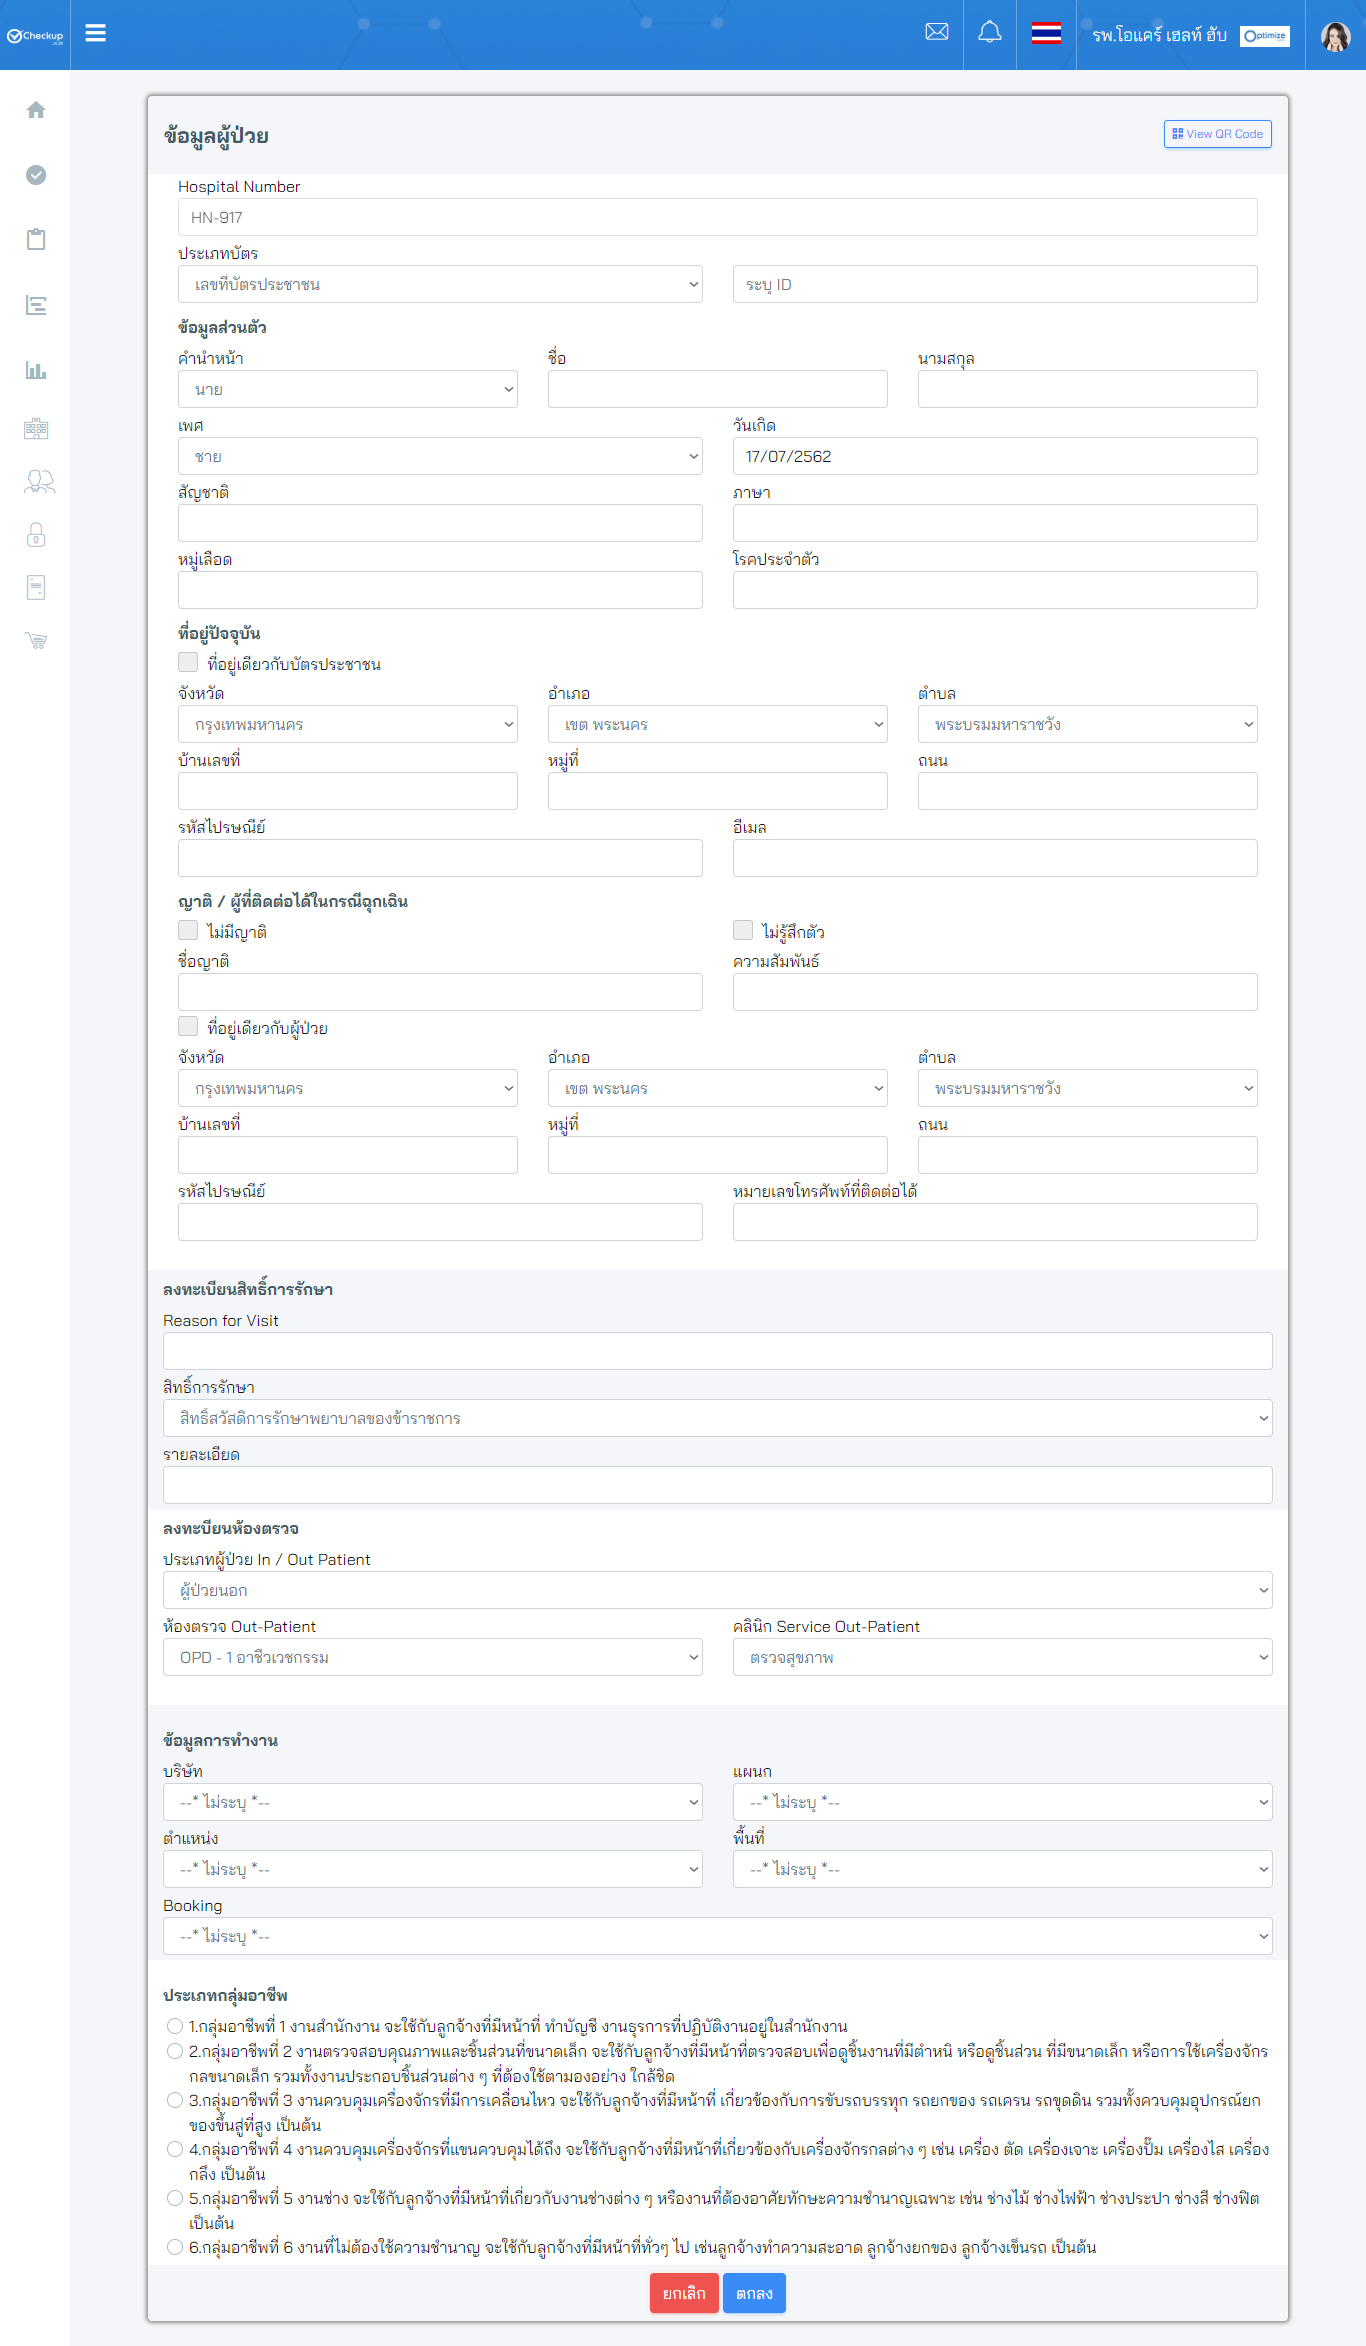 Checkup
รพ.โอแคร์ เฮลท์ ฮับ
Optimize
ข้อมูลผู้ป่วย
View QR Code
Hospital Number
HN-917
ประเภทบัตร
เลขที่บัตรประชาชน
ระบุ ID
ข้อมูลส่วนตัว
คำนำหน้า ชื่อ นามสกุล
นาย
เพศ วันเกิด
ชาย 17/07/2562
สัญชาติ ภาษา
หมู่เลือด โรคประจำตัว
ที่อยู่ปัจจุบัน
ที่อยู่เดียวกับบัตรประชาชน
จังหวัด อำเภอ ตำบล
กรุงเทพมหานคร เขต พระนคร พระบรมมหาราชวัง
บ้านเลขที่ หมู่ที่ ถนน
รหัสไปรษณีย์ อีเมล
ญาติ / ผู้ที่ติดต่อได้ในกรณีฉุกเฉิน
ไม่มีญาติ ไม่รู้สึกตัว
ชื่อญาติ ความสัมพันธ์
ที่อยู่เดียวกับผู้ป่วย
จังหวัด อำเภอ ตำบล
กรุงเทพมหานคร เขต พระนคร พระบรมมหาราชวัง
บ้านเลขที่ หมู่ที่ ถนน
รหัสไปรษณีย์ หมายเลขโทรศัพท์ที่ติดต่อได้
ลงทะเบียนสิทธิ์การรักษา
Reason for Visit
สิทธิ์การรักษา
สิทธิ์สวัสดิการรักษาพยาบาลของข้าราชการ
รายละเอียด
ลงทะบียนห้องตรวจ
ประเภทผู้ป่วย In / Out Patient
ผู้ป่วยนอก
ห้องตรวจ Out-Patient คลินิก Service Out-Patient
OPD - 1 อาชีวเวชกรรม ตรวจสุขภาพ
ข้อมูลการทำงาน
บริษัท แผนก
--* ไม่ระบุ *-- --* ไม่ระบุ *--
ตำแหน่ง พื้นที่
--* ไม่ระบุ *-- --* ไม่ระบุ *--
Booking
--* ไม่ระบุ *--
ประเภทกลุ่มอาชีพ
1.กลุ่มอาชีพที่ 1 งานสำนักงาน จะใช้กับลูกจ้างที่มีหน้าที่ ทำบัญชี งานธุรการที่ปฏิบัติงานอยู่ในสำนักงาน
2.กลุ่มอาชีพที่ 2 งานตรวจสอบคุณภาพและชิ้นส่วนที่ขนาดเล็ก จะใช้กับลูกจ้างที่มีหน้าที่ตรวจสอบเพื่อดูชิ้นงานที่มีตำหนิ หรือดูชิ้นส่วน ที่มีขนาดเล็ก หรือการใช้เครื่องจักร
กลขนาดเล็ก รวมทั้งงานประกอบชิ้นส่วนต่าง ๆ ที่ต้องใช้ตามองอย่าง ใกล้ชิด
3.กลุ่มอาชีพที่ 3 งานควบคุมเครื่องจักรที่มีการเคลื่อนไหว จะใช้กับลูกจ้างที่มีหน้าที่ เกี่ยวข้องกับการขับรถบรรทุก รถยกของ รถเครน รถขุดดิน รวมทั้งควบคุมอุปกรณ์ยก
ของขึ้นสู่ที่สูง เป็นต้น
4.กลุ่มอาชีพที่ 4 งานควบคุมเครื่องจักรที่แขนควบคุมได้ถึง จะใช้กับลูกจ้างที่มีหน้าที่เกี่ยวข้องกับเครื่องจักรกลต่าง ๆ เช่น เครื่อง ตัด เครื่องเจาะ เครื่องปั๊ม เครื่องไส เครื่อง
กลึง เป็นต้น
5.กลุ่มอาชีพที่ 5 งานช่าง จะใช้กับลูกจ้างที่มีหน้าที่เกี่ยวกับงานช่างต่าง ๆ หรืองานที่ต้องอาศัยทักษะความชำนาญเฉพาะ เช่น ช่างไม้ ช่างไฟฟ้า ช่างประปา ช่างสี ช่างฟิต
เป็นต้น
6.กลุ่มอาชีพที่ 6 งานที่ไม่ต้องใช้ความชำนาญ จะใช้กับลูกจ้างที่มีหน้าที่ทั่วๆ ไป เช่นลูกจ้างทำความสะอาด ลูกจ้างยกของ ลูกจ้างเข็นรถ เป็นต้น
ยกเลิก ตกลง